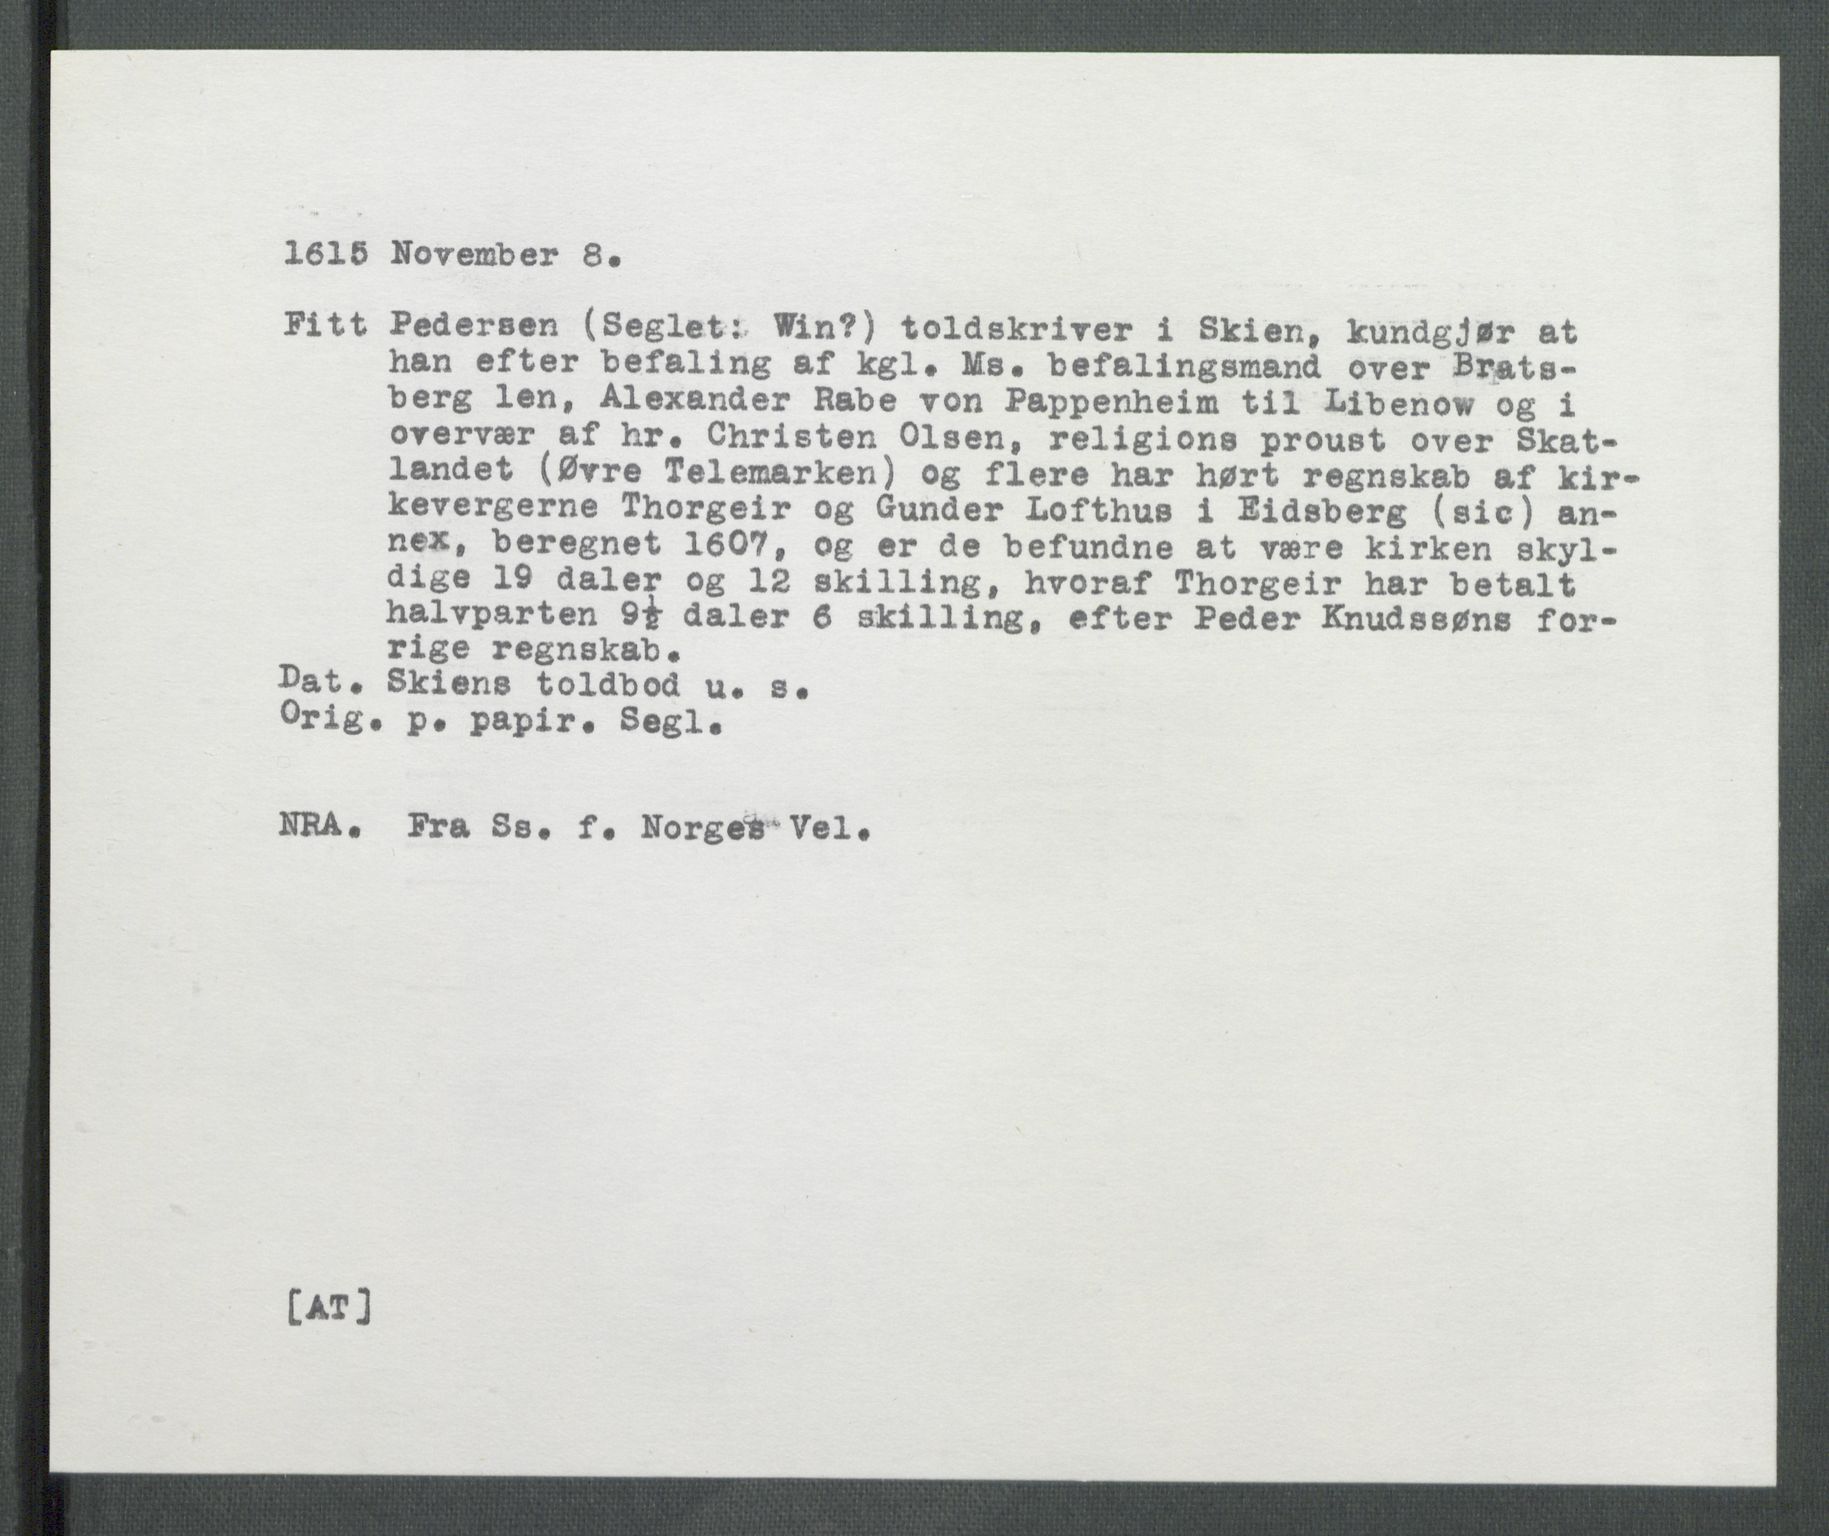 1615 November 8.
Fitt Pedersen (Seglet: Win?) toldskriver i Skien, kundgjør at
han efter befaling af kgl. Ms. befalingsmand over Brats-
berg len, Alexander Rabe von Pappenheim til Libenow og i
overvær af hr. Christen Olsen, religions proust over Skat-
landet (Øvre Telemarken) og flere har hørt regnskab af kir-
kevergerne Thorgeir og Gunder Lofthus i Eidsberg (sic) an-
nex, beregnet 1607, og er de befundne at være kirken skyl-
dige 19 daler og 12 skilling, hvoraf Thorgeir har betalt
halvparten 9½ daler 6 skilling, efter Peder Knudssøns for-
rige regnskab.
Dat. Skiens toldbod u. s.
Orig. p. papir. Segl.
NRA. Fra Ss. f. Norges Vel.
[AT]